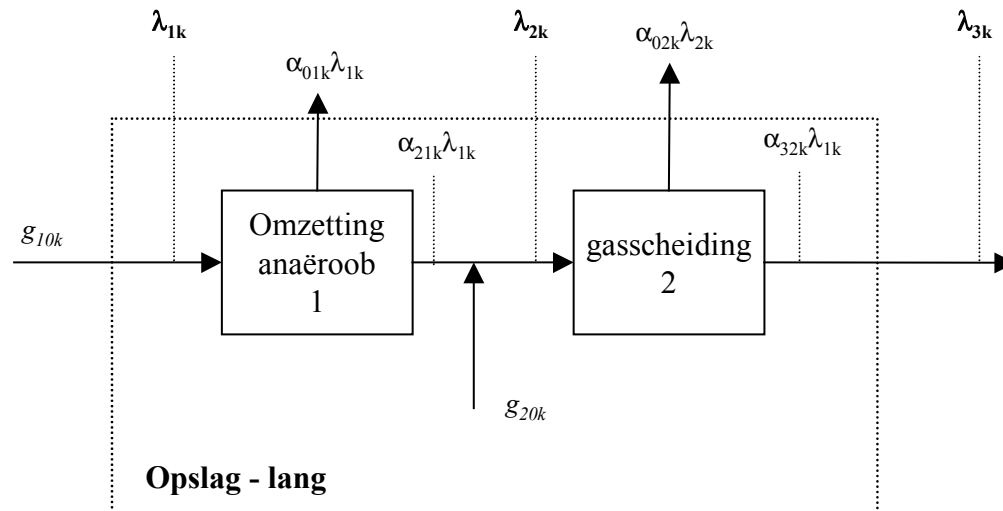 λ1k
λ2k
λ3k
α01kλ1k
α02kλ2k
α21kλ1k
α32kλ1k
g10k
Omzetting
anaëroob
1
gasscheiding
2
g20k
Opslag - lang